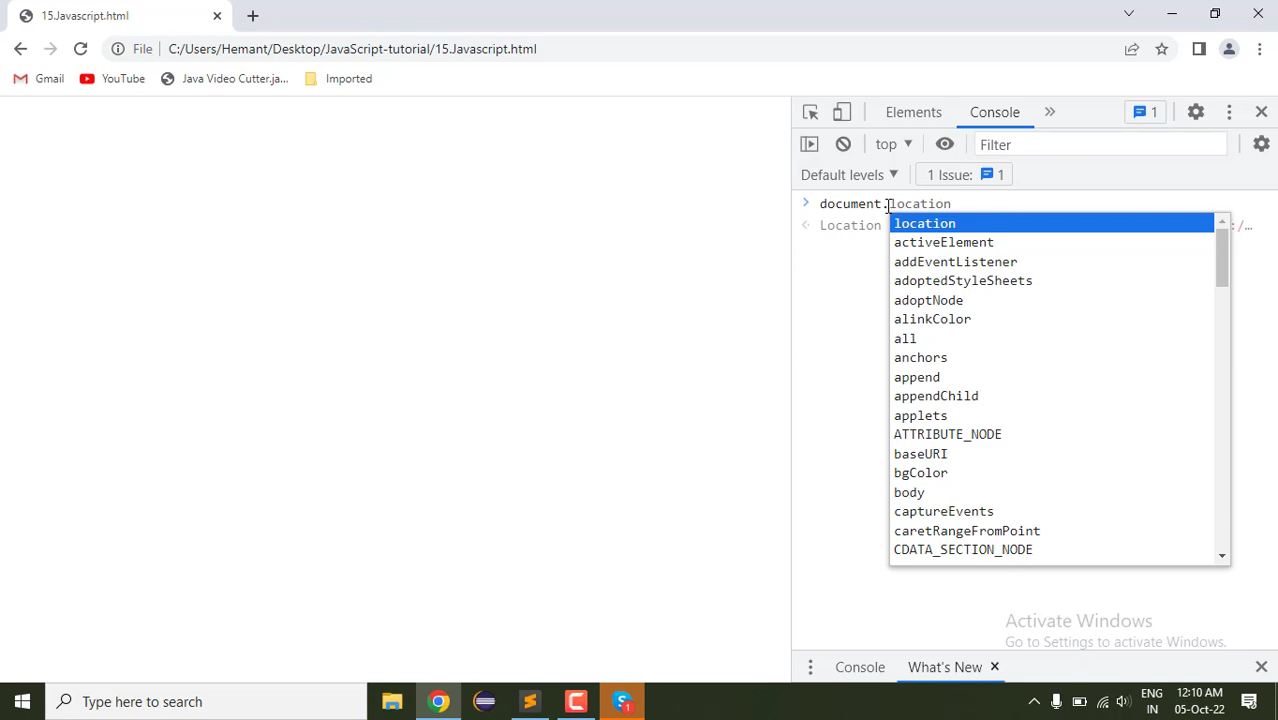 15.Javascript.html
File C:/Users/Hemant/Desktop/JavaScript-tutorial/15.Javascript.html
Gmail YouTube Java Video Cutter.ja... Imported
Elements Console 1
top Filter
Default levels 1 Issue: 1
document.location
Location :/…
location
activeElement
addEventListener
adoptedStyleSheets
adoptNode
alinkColor
all
anchors
append
appendChild
applets
ATTRIBUTE_NODE
baseURI
bgColor
body
captureEvents
caretRangeFromPoint
CDATA_SECTION_NODE
Activate Windows
Go to Settings to activate Windows.
Console What's New
Type here to search
1
ENG
IN
12:10 AM
05-Oct-22